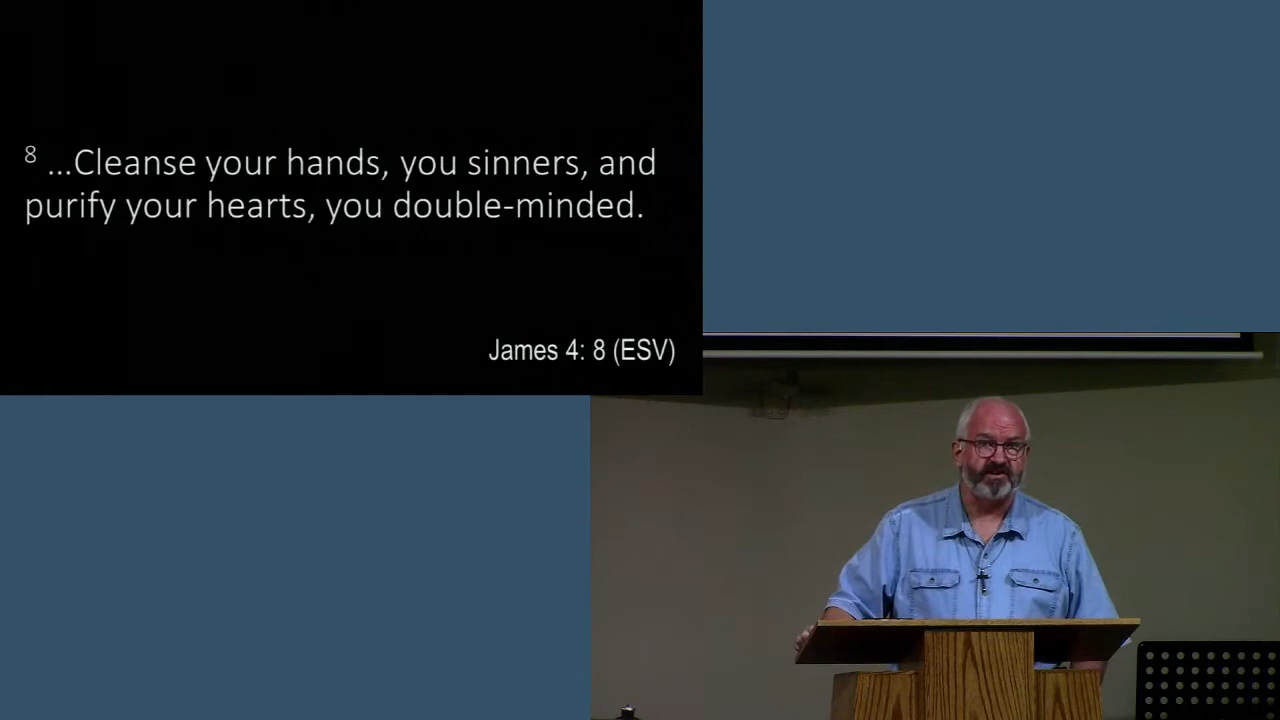 8 ...Cleanse your hands, you sinners, and
purify your hearts, you double-minded.
James 4: 8 (ESV)